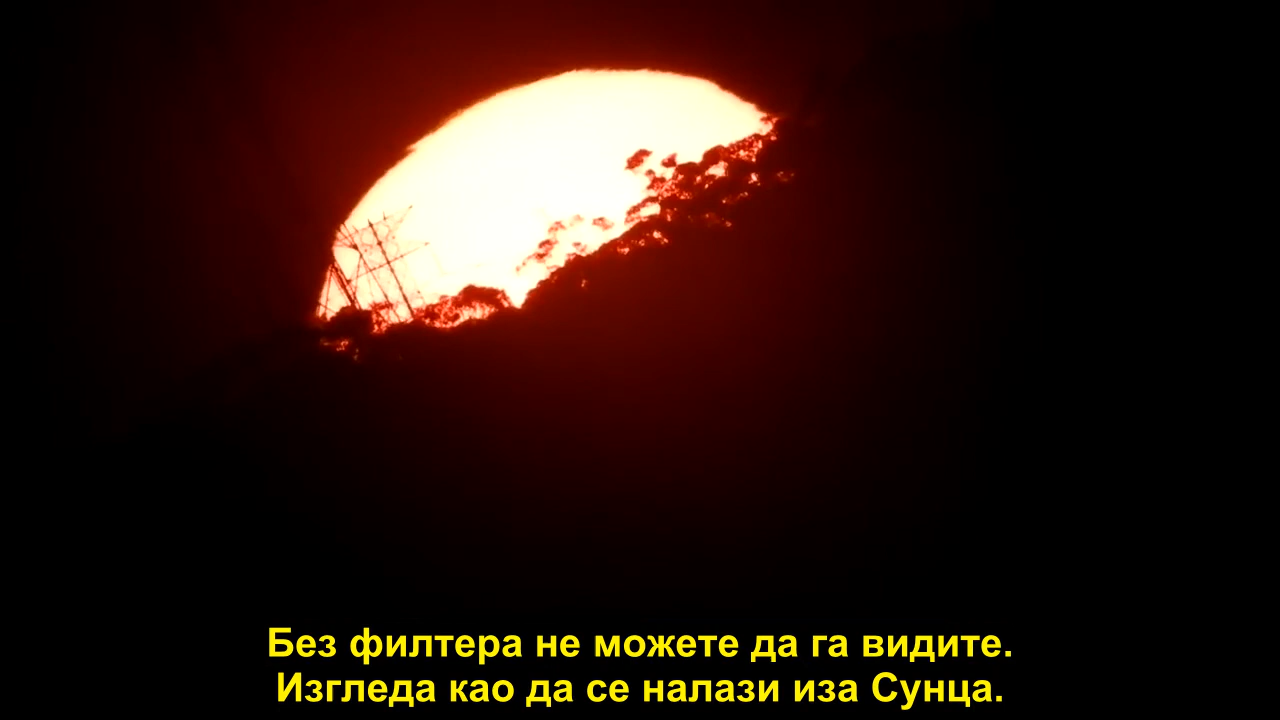 Без филтера не можете да га видите.
Изгледа као да се налази иза Сунца.